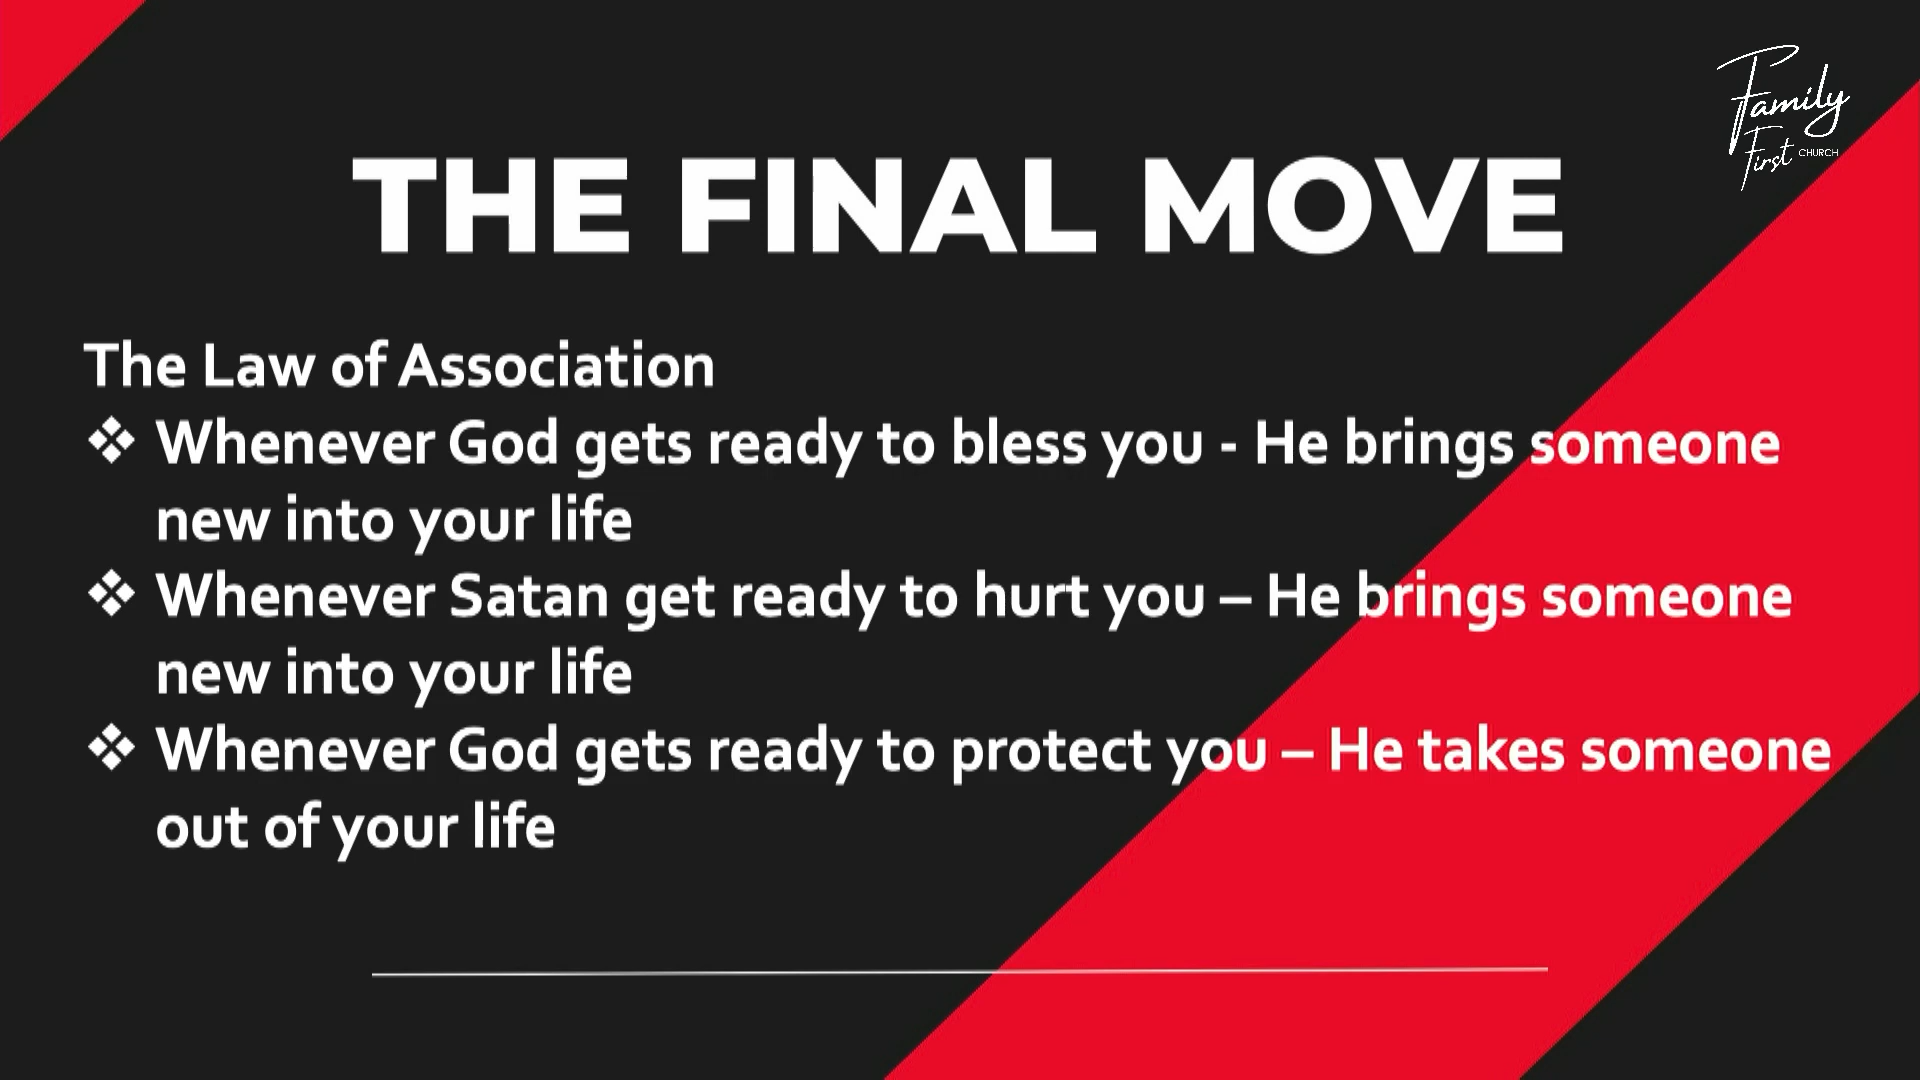 Family
First CHURCH
THE FINAL MOVE
The Law of Association
❖ Whenever God gets ready to bless you - He brings someone
new into your life
❖ Whenever Satan get ready to hurt you – He brings someone
new into your life
❖ Whenever God gets ready to protect you – He takes someone
out of your life